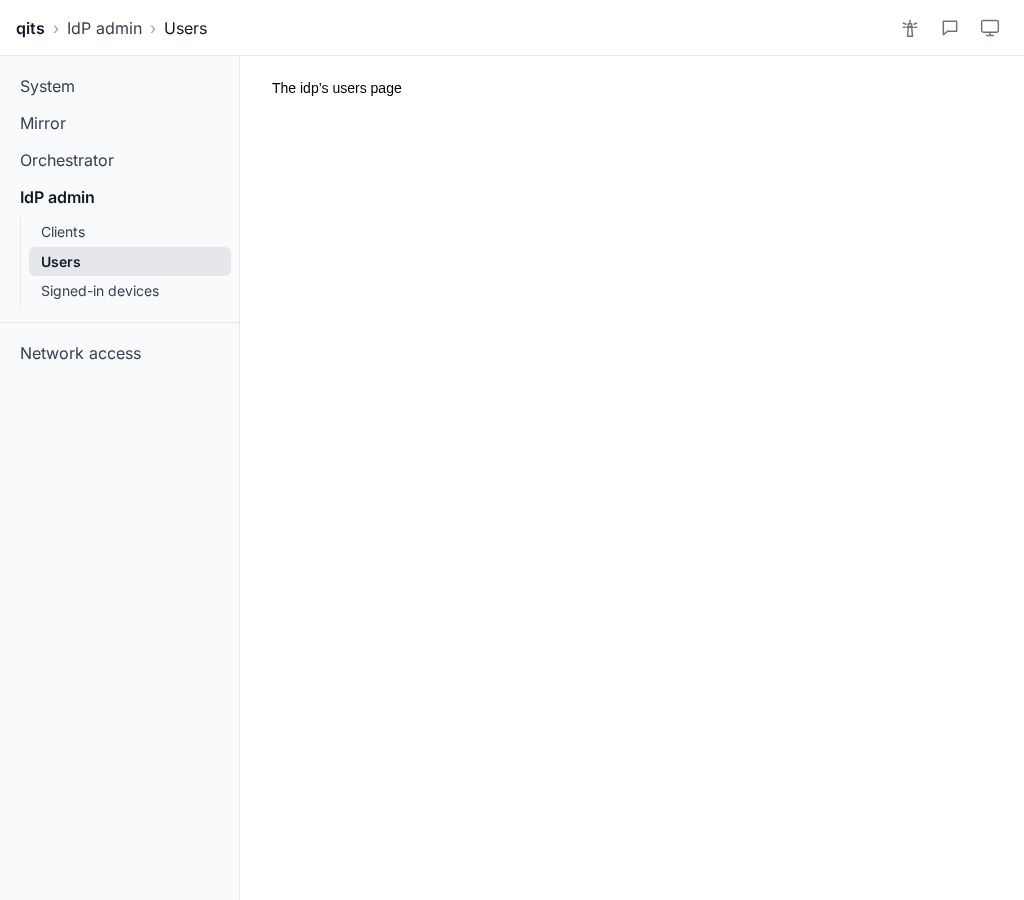 qits › IdP admin › Users
System
Mirror
Orchestrator
IdP admin
Clients
Users
Signed-in devices
Network access
The idp's users page